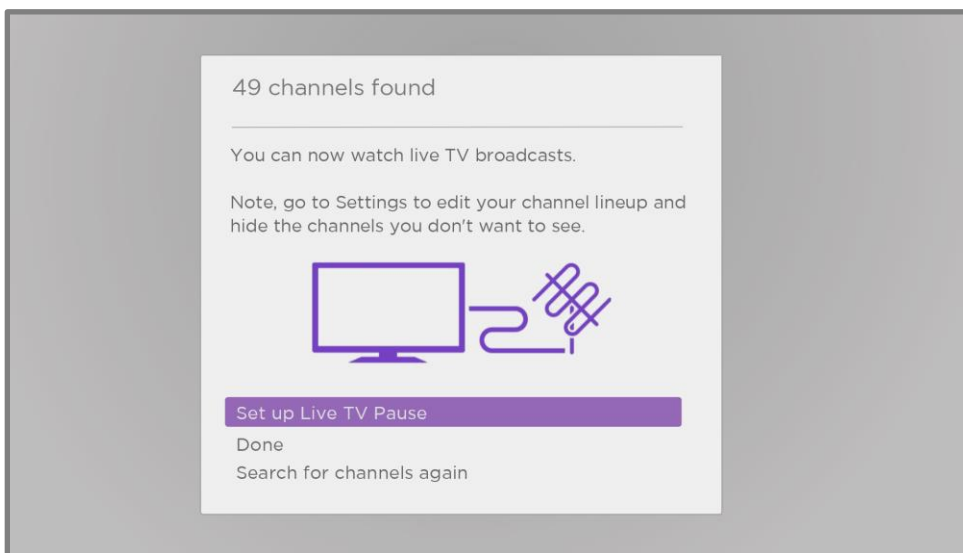 49 channels found
You can now watch live TV broadcasts.
Note, go to Settings to edit your channel lineup and
hide the channels you don't want to see.
Set up Live TV Pause
Done
Search for channels again